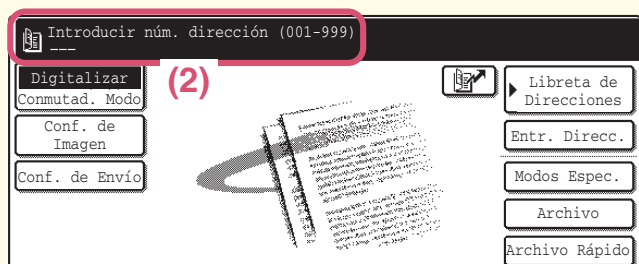 Introducir núm. dirección (001-999)
---
(2)
Digitalizar
Conmutad. Modo
Conf. de
Imagen
Conf. de Envío
Libreta de
Direcciones
Entr. Direcc.
Modos Espec.
Archivo
Archivo Rápido